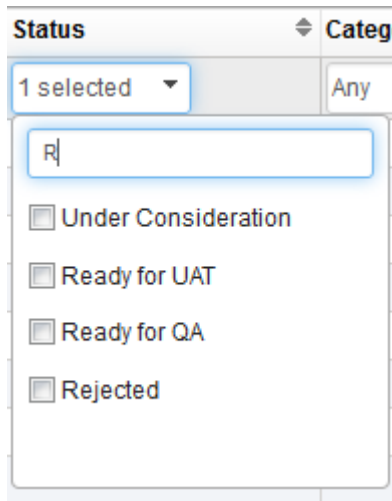 Status Categ
1 selected Any
R
Under Consideration
Ready for UAT
Ready for QA
Rejected